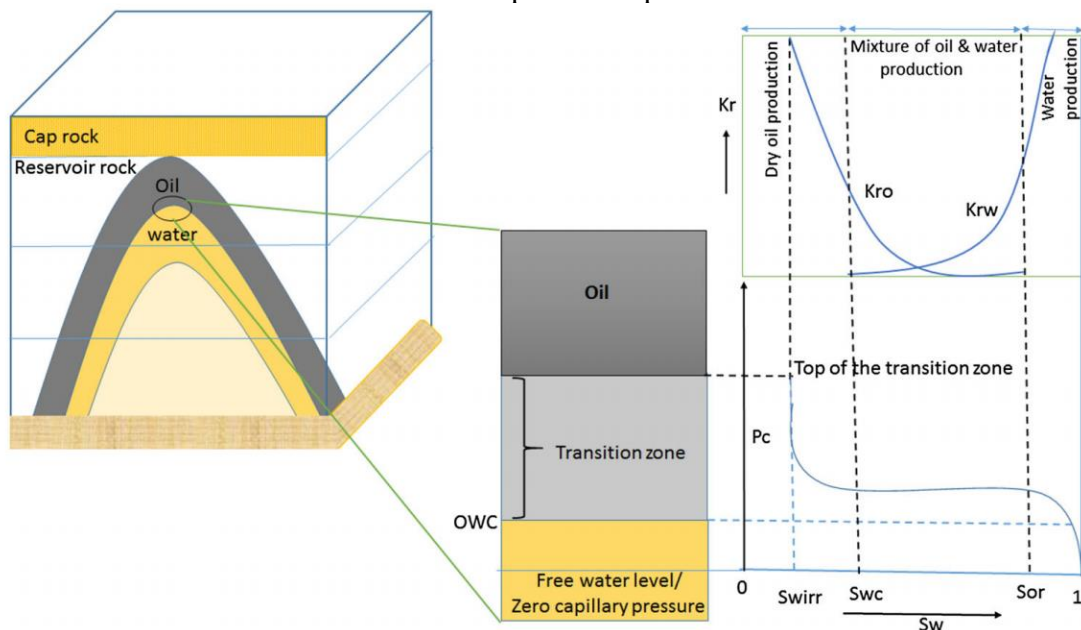 Cap rock
Reservoir rock
Oil
water
Oil
Transition zone
OWC
Free water level/
Zero capillary pressure
Dry oil production
Mixture of oil & water
production
Water
production
Kr
Kro
Krw
Top of the transition zone
Pc
0
Swirr
Swc
Sor
1
Sw